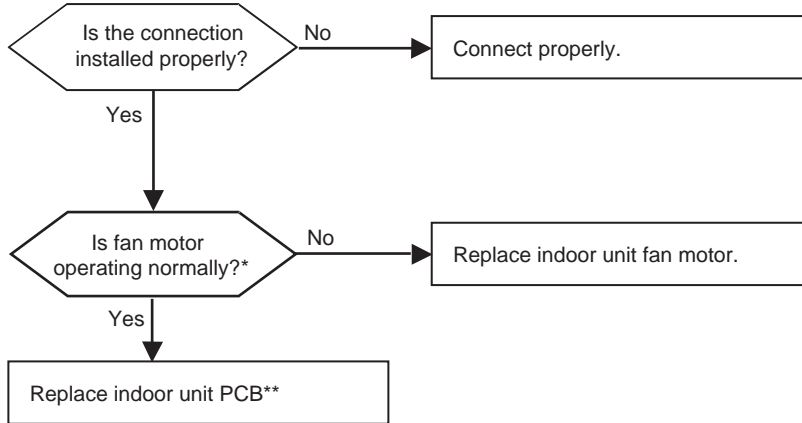 Is the connection
installed properly?
No
Connect properly.
Yes
Is fan motor
operating normally?*
No
Replace indoor unit fan motor.
Yes
Replace indoor unit PCB**